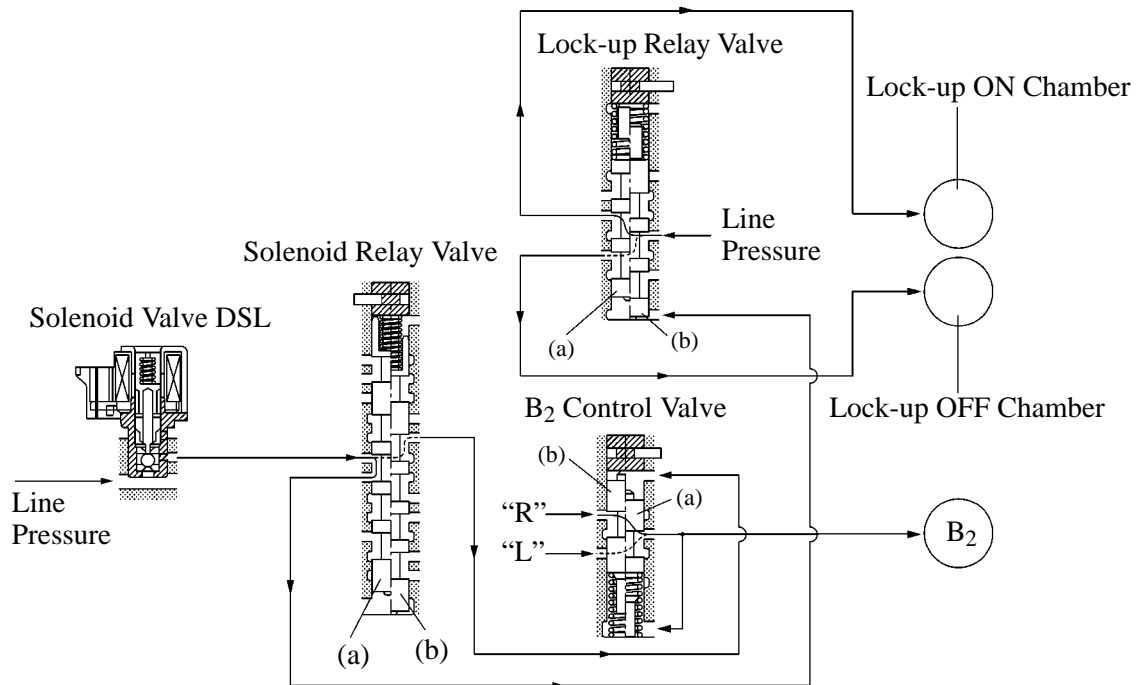 Lock-up Relay Valve
Lock-up ON Chamber
Line
Pressure
Solenoid Relay Valve
Solenoid Valve DSL
(a)
(b)
B2 Control Valve
Lock-up OFF Chamber
(b)
(a)
Line
Pressure
“R”
“L”
B2
(a)
(b)